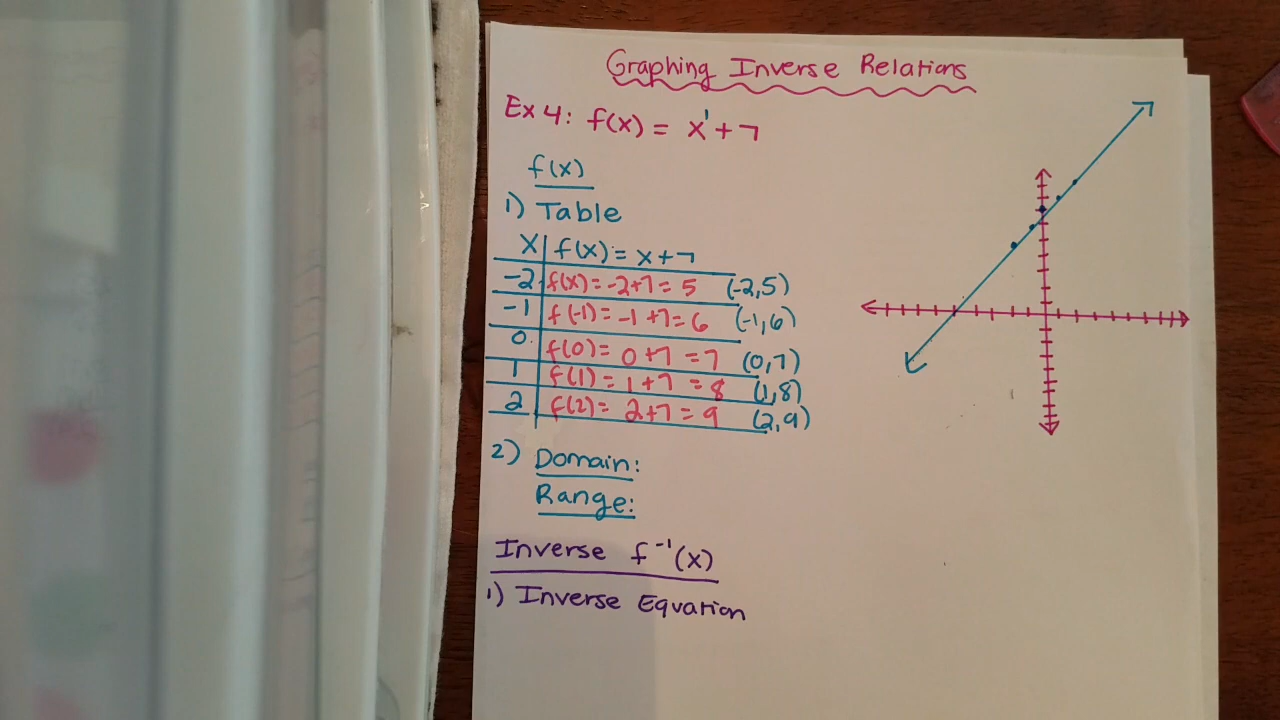 Graphing Inverse Relations
Ex 4: f(x) = x¹ + 7
f(x)
1) Table
x | f(x) = x+7
-2 | f(x) = -2+7 = 5 (-2,5)
-1 | f(-1) = -1+7 = 6 (-1,6)
0 | f(0) = 0+7 = 7 (0,7)
1 | f(1) = 1+7 = 8 (1,8)
2 | f(2) = 2+7 = 9 (2,9)
2) Domain:
Range:
Inverse f⁻¹(x)
1) Inverse Equation